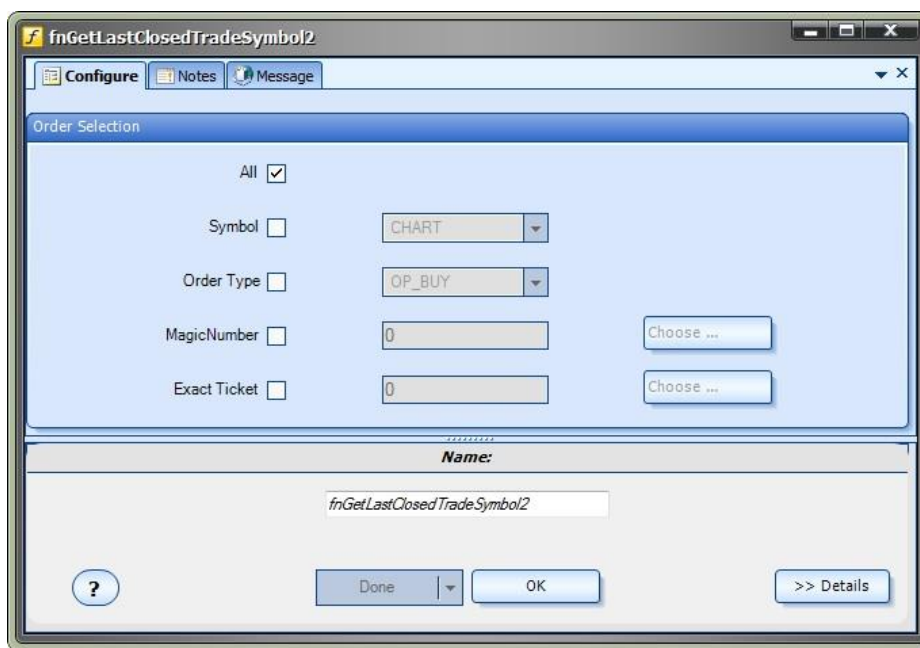 f fnGetLastClosedTradeSymbol2
Configure Notes Message
Order Selection
All
Symbol CHART
Order Type OP_BUY
MagicNumber 0 Choose ...
Exact Ticket 0 Choose ...
Name:
fnGetLastClosedTradeSymbol2
? Done OK >> Details